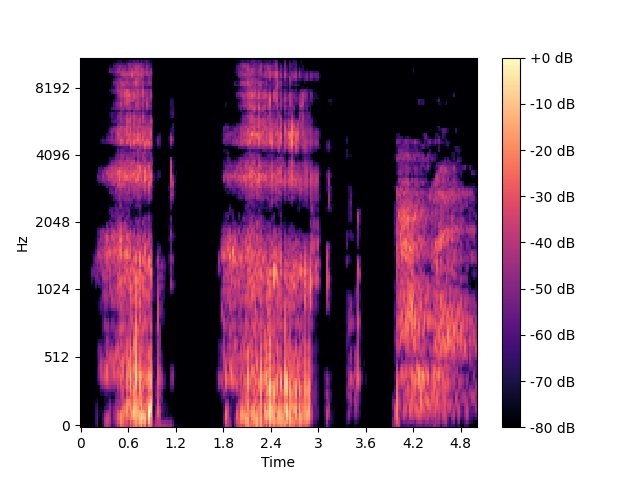 8192
4096
2048
1024
512
0
Hz
0 0.6 1.2 1.8 2.4 3 3.6 4.2 4.8
Time
+0 dB
-10 dB
-20 dB
-30 dB
-40 dB
-50 dB
-60 dB
-70 dB
-80 dB